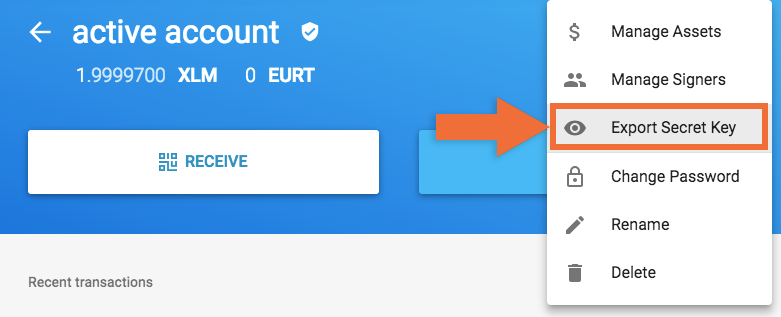 active account
1.9999700 XLM 0 EURT
RECEIVE
Recent transactions
Manage Assets
Manage Signers
Export Secret Key
Change Password
Rename
Delete